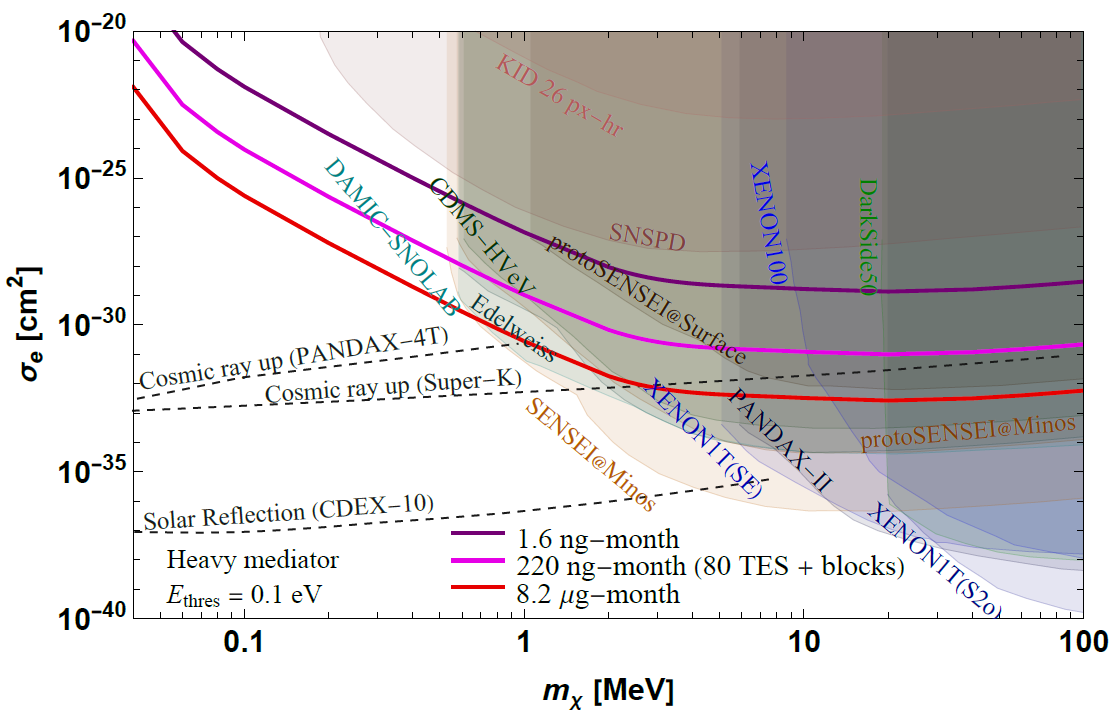 10−20
10−25
10−30
10−35
10−40
σe [cm2]
KID 26 px−hr
DAMIC−SNOLAB
CDMS−HVeV
SNSPD
XENON100
DarkSide50
protoSENSEI@Surface
Edelweiss
Cosmic ray up (PANDAX−4T)
Cosmic ray up (Super−K)
SENSEI@Minos
XENON1T(SE)
PANDAX−II
protoSENSEI@Minos
XENON1T(S2o)
Solar Reflection (CDEX−10)
Heavy mediator
Ethres = 0.1 eV
1.6 ng−month
220 ng−month (80 TES + blocks)
8.2 μg−month
0.1 1 10 100
mχ [MeV]